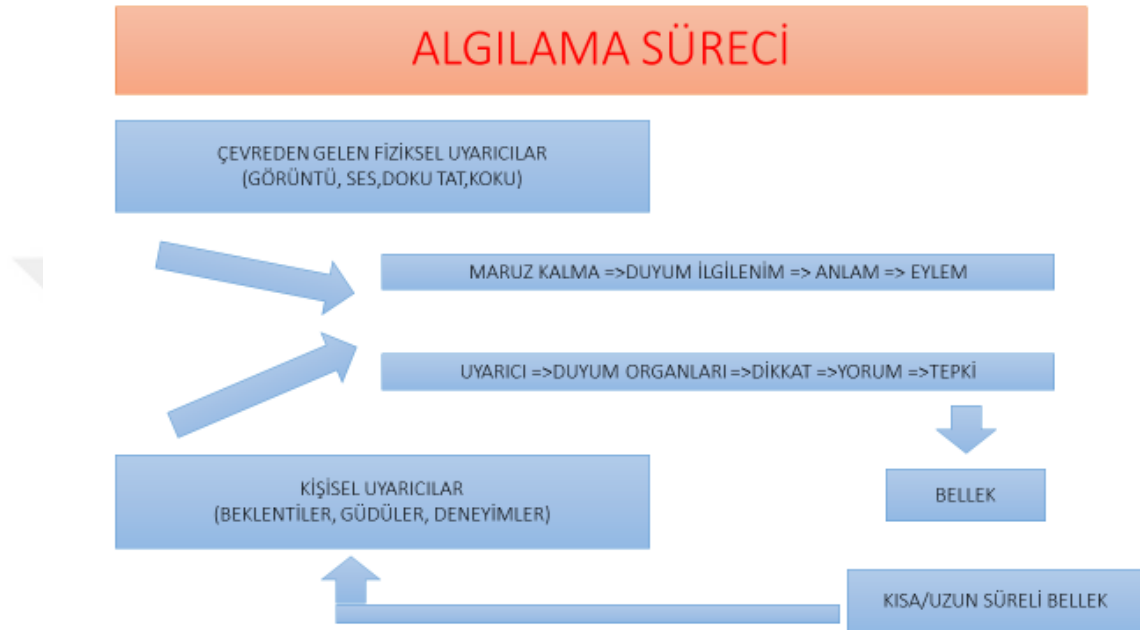 ALGILAMA SÜRECİ
ÇEVREDEN GELEN FİZİKSEL UYARICILAR
(GÖRÜNTÜ, SES,DOKU TAT,KOKU)
MARUZ KALMA =>DUYUM İLGİLENİM => ANLAM => EYLEM
UYARICI =>DUYUM ORGANLARI =>DİKKAT =>YORUM =>TEPKİ
KİŞİSEL UYARICILAR
(BEKLENTİLER, GÜDÜLER, DENEYİMLER)
BELLEK
KISA/UZUN SÜRELİ BELLEK